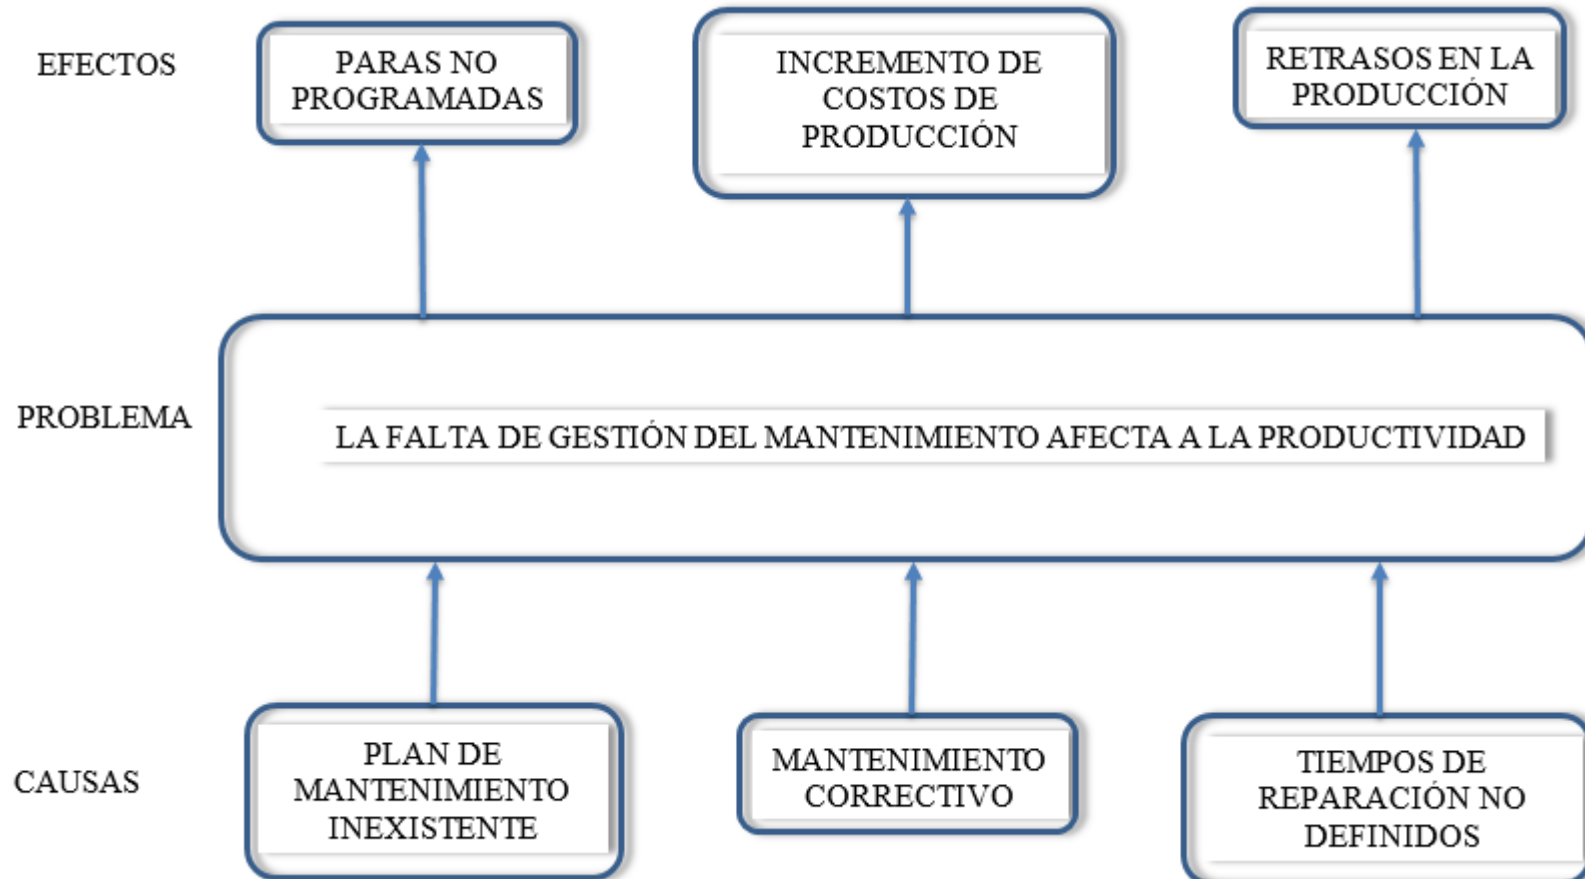 EFECTOS
PARAS NO
PROGRAMADAS
INCREMENTO DE
COSTOS DE
PRODUCCIÓN
RETRASOS EN LA
PRODUCCIÓN
PROBLEMA
LA FALTA DE GESTIÓN DEL MANTENIMIENTO AFECTA A LA PRODUCTIVIDAD
CAUSAS
PLAN DE
MANTENIMIENTO
INEXISTENTE
MANTENIMIENTO
CORRECTIVO
TIEMPOS DE
REPARACIÓN NO
DEFINIDOS